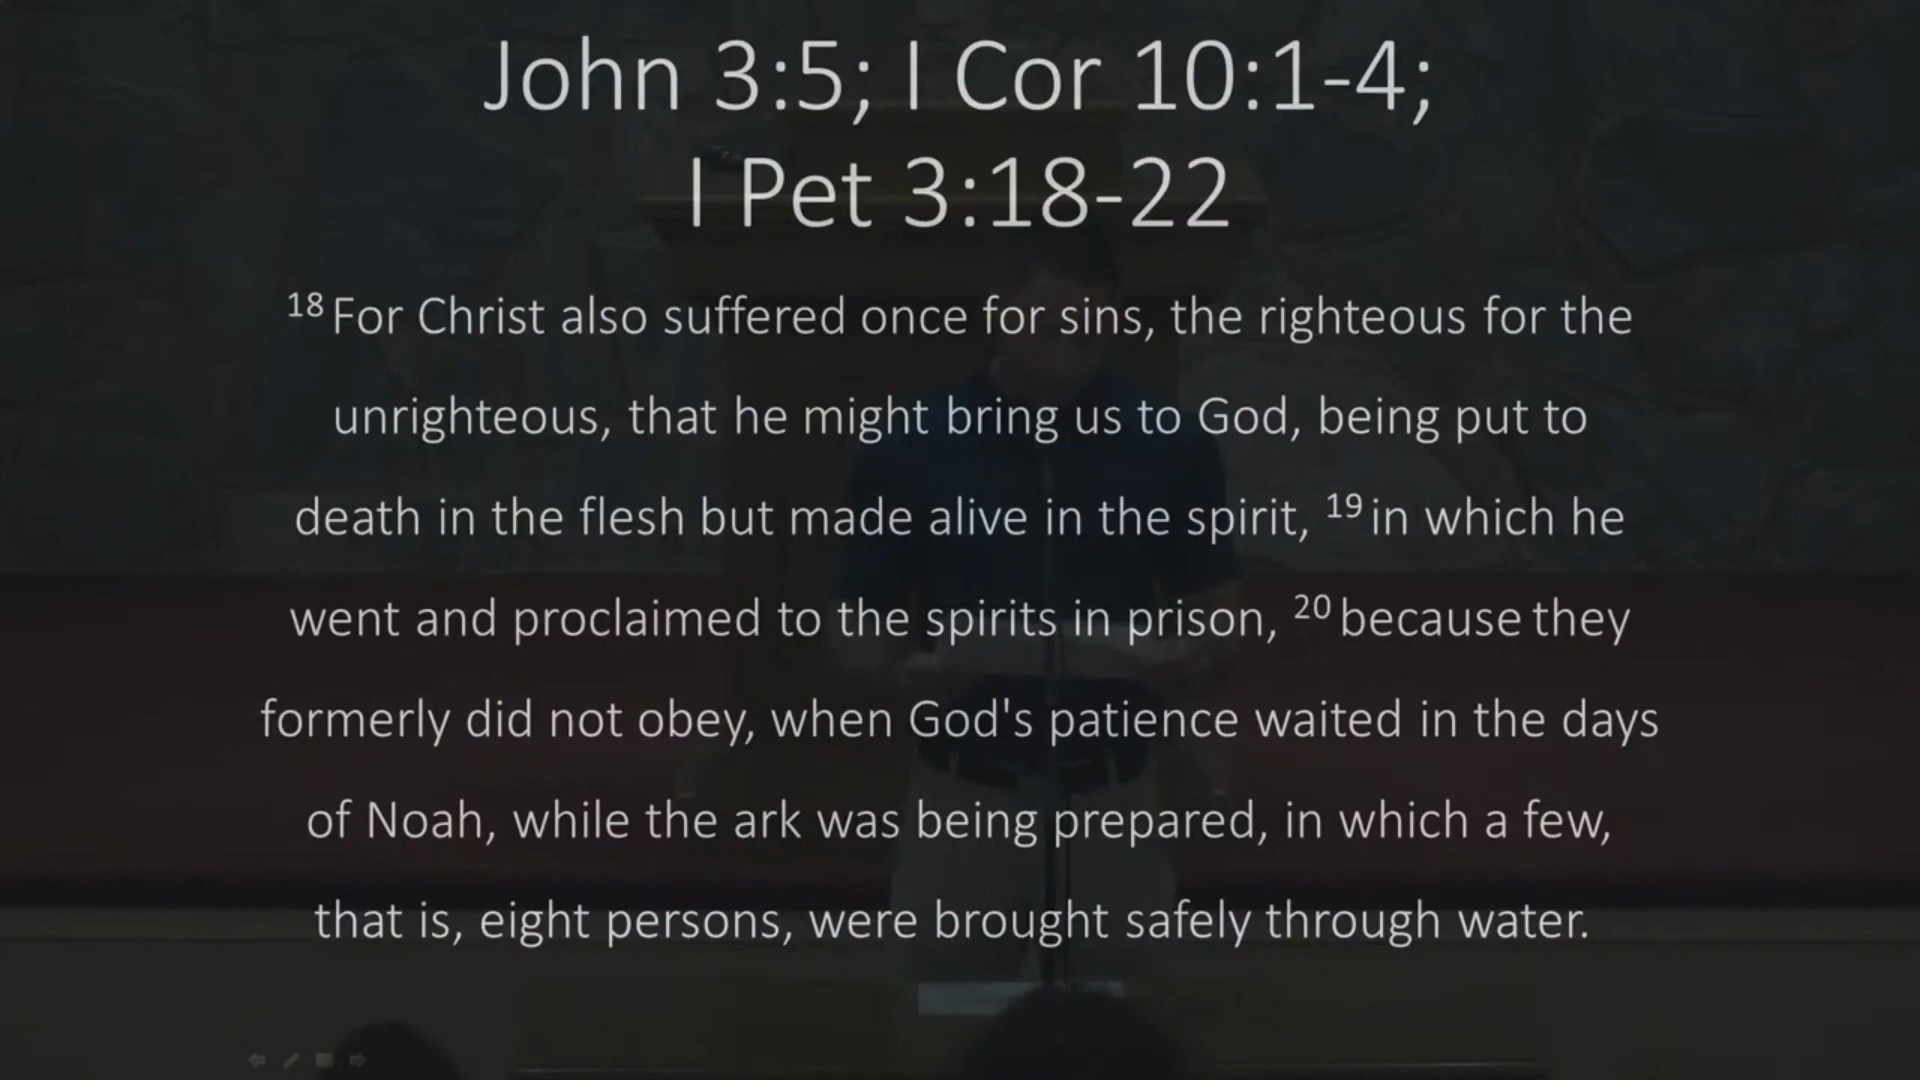 John 3:5; I Cor 10:1-4;
I Pet 3:18-22
18 For Christ also suffered once for sins, the righteous for the
unrighteous, that he might bring us to God, being put to
death in the flesh but made alive in the spirit, 19 in which he
went and proclaimed to the spirits in prison, 20 because they
formerly did not obey, when God's patience waited in the days
of Noah, while the ark was being prepared, in which a few,
that is, eight persons, were brought safely through water.